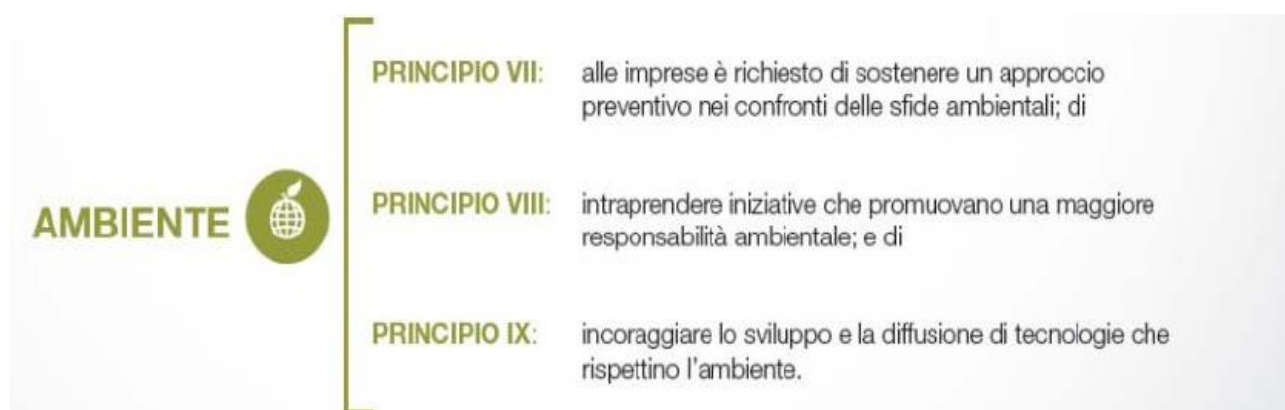 AMBIENTE
PRINCIPIO VII: alle imprese è richiesto di sostenere un approccio
preventivo nei confronti delle sfide ambientali; di
PRINCIPIO VIII: intraprendere iniziative che promuovano una maggiore
responsabilità ambientale; e di
PRINCIPIO IX: incoraggiare lo sviluppo e la diffusione di tecnologie che
rispettino l'ambiente.